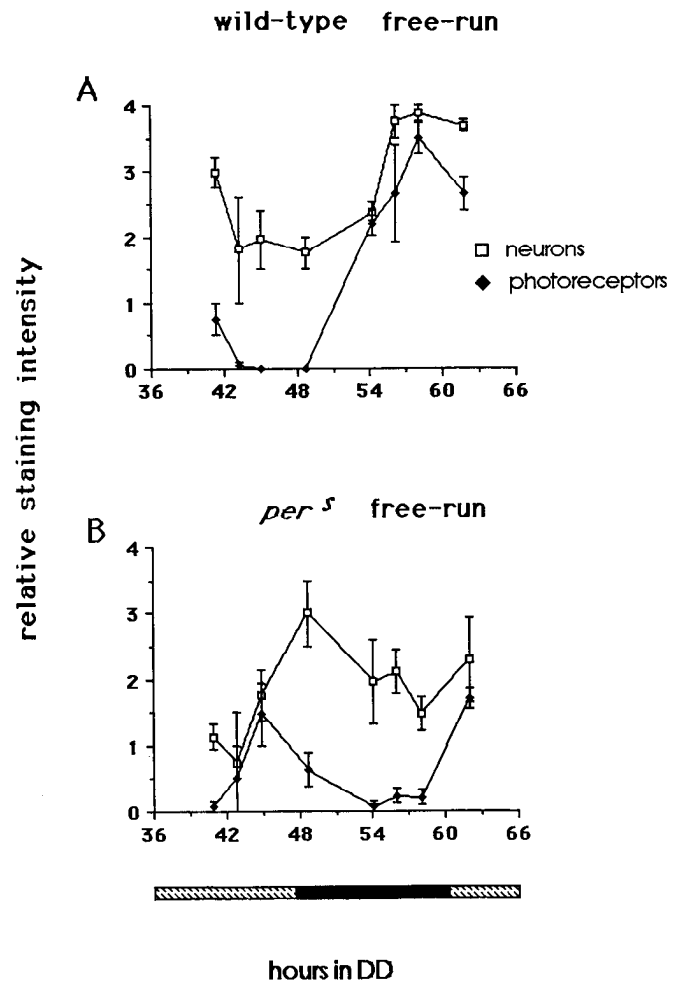 wild-type free-run
A
4
3
2
1
0
36 42 48 54 60 66
neurons
photoreceptors
relative staining intensity
per s free-run
B
4
3
2
1
0
36 42 48 54 60 66
hours in DD